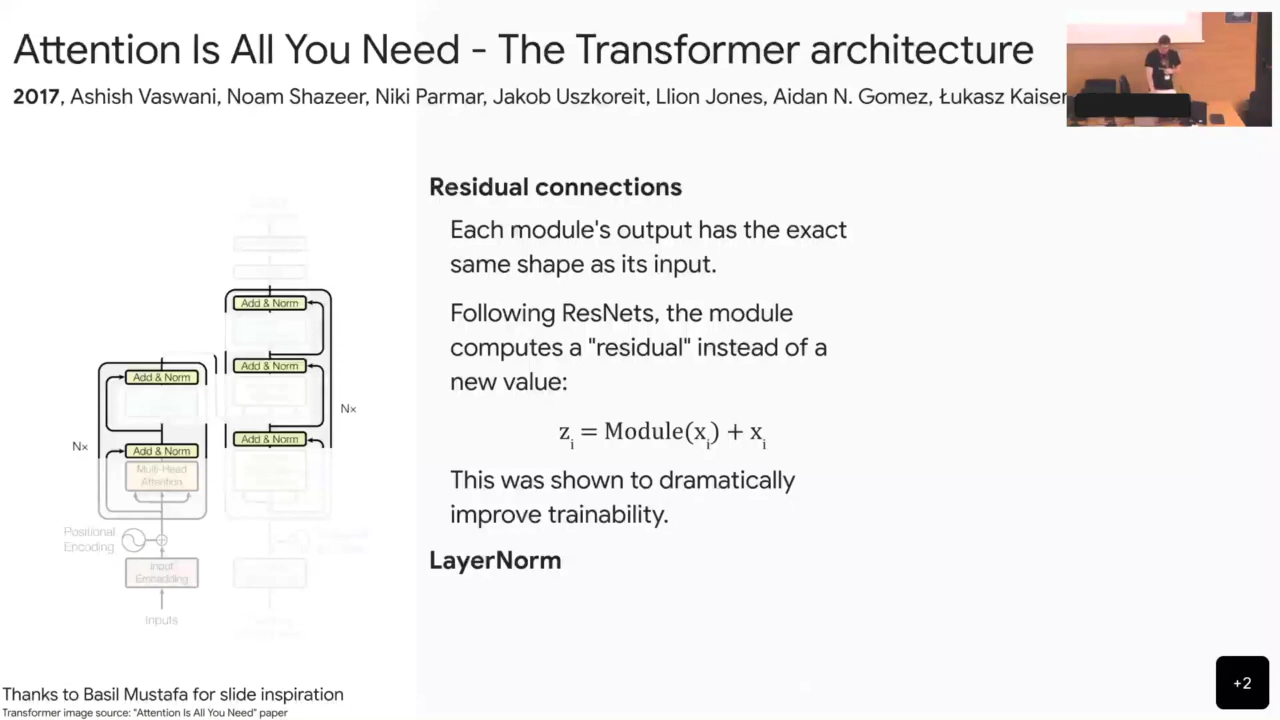 Attention Is All You Need - The Transformer architecture
2017, Ashish Vaswani, Noam Shazeer, Niki Parmar, Jakob Uszkoreit, Llion Jones, Aidan N. Gomez, Łukasz Kaiser
Residual connections
Each module's output has the exact
same shape as its input.
Following ResNets, the module
computes a "residual" instead of a
new value:
zᵢ = Module(xᵢ) + xᵢ
This was shown to dramatically
improve trainability.
LayerNorm
Add & Norm
Add & Norm
Add & Norm
N×
Add & Norm
N×
Add & Norm
Multi-Head
Attention
Positional
Encoding
Input
Embedding
Inputs
Thanks to Basil Mustafa for slide inspiration
Transformer image source: "Attention Is All You Need" paper
+2